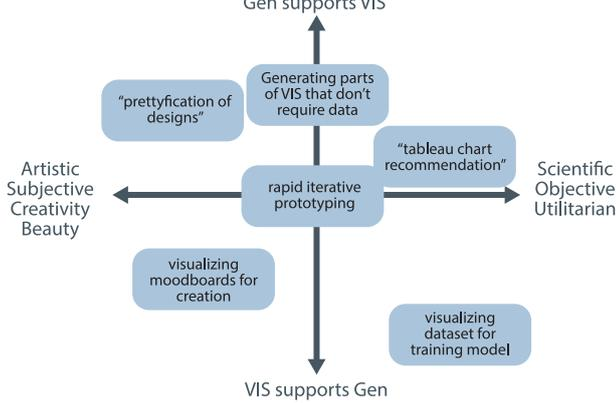 Gen supports VIS
Generating parts
of VIS that don't
require data
“prettyfication of
designs”
“tableau chart
recommendation”
Artistic
Subjective
Creativity
Beauty
rapid iterative
prototyping
Scientific
Objective
Utilitarian
visualizing
moodboards for
creation
visualizing
dataset for
training model
VIS supports Gen